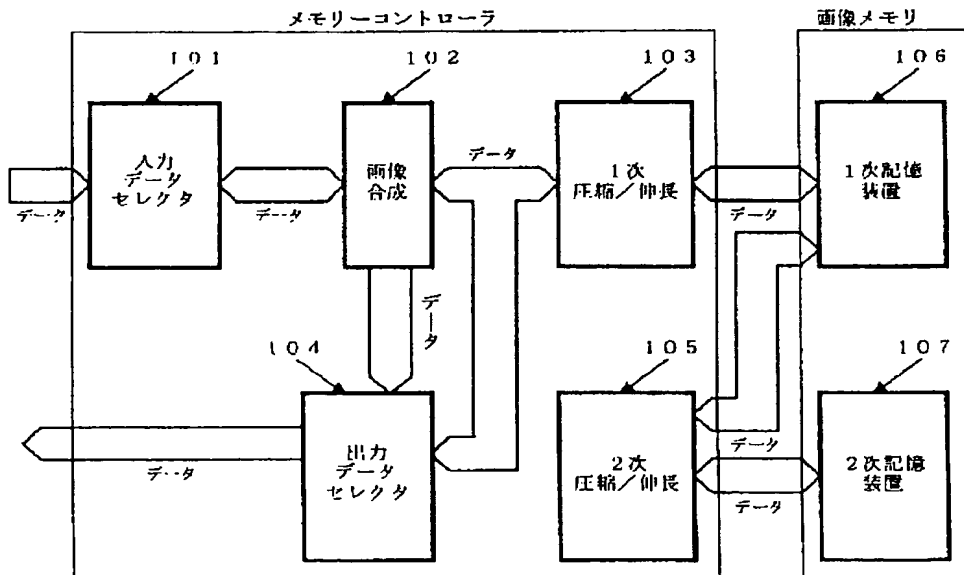 メモリーコントローラ
画像メモリ
101
102
103
106
入力
データ
セレクタ
画像
合成
1次
圧縮／伸長
1次記憶
装置
データ
データ
データ
データ
データ
104
105
107
出力
データ
セレクタ
2次
圧縮／伸長
2次記憶
装置
データ
データ
データ